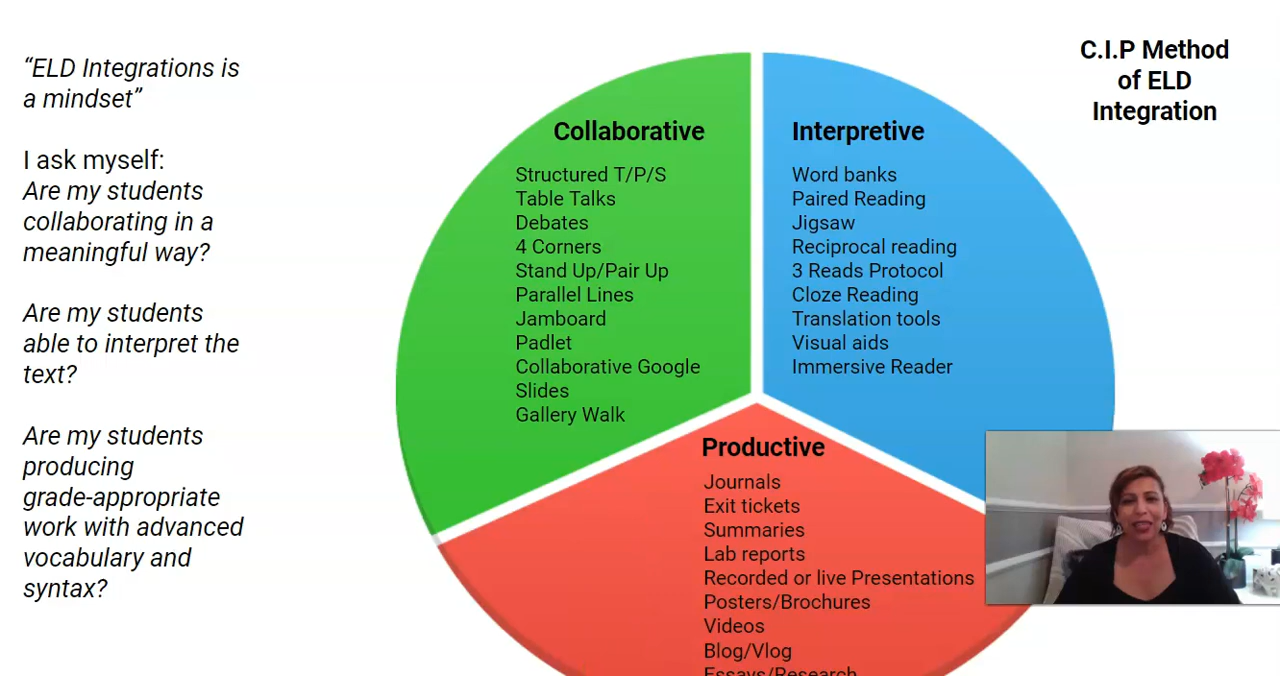 “ELD Integrations is
a mindset”
I ask myself:
Are my students
collaborating in a
meaningful way?
Are my students
able to interpret the
text?
Are my students
producing
grade-appropriate
work with advanced
vocabulary and
syntax?
Collaborative
Structured T/P/S
Table Talks
Debates
4 Corners
Stand Up/Pair Up
Parallel Lines
Jamboard
Padlet
Collaborative Google
Slides
Gallery Walk
Interpretive
Word banks
Paired Reading
Jigsaw
Reciprocal reading
3 Reads Protocol
Cloze Reading
Translation tools
Visual aids
Immersive Reader
Productive
Journals
Exit tickets
Summaries
Lab reports
Recorded or live Presentations
Posters/Brochures
Videos
Blog/Vlog
Essays/Research
C.I.P Method
of ELD
Integration